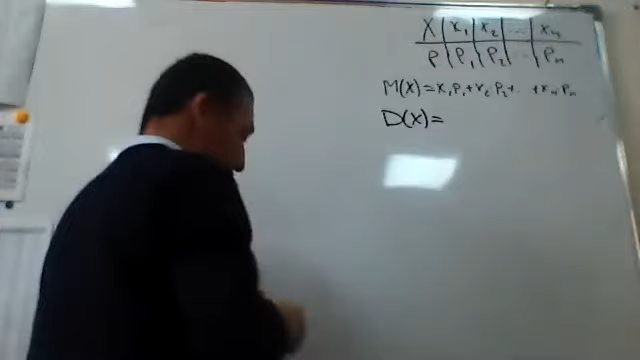 X | x₁ | x₂ | ... | xₙ
P | P₁ | P₂ | ... | Pₙ
M(X)=x₁P₁+x₂P₂+...+xₙPₙ
D(X)=